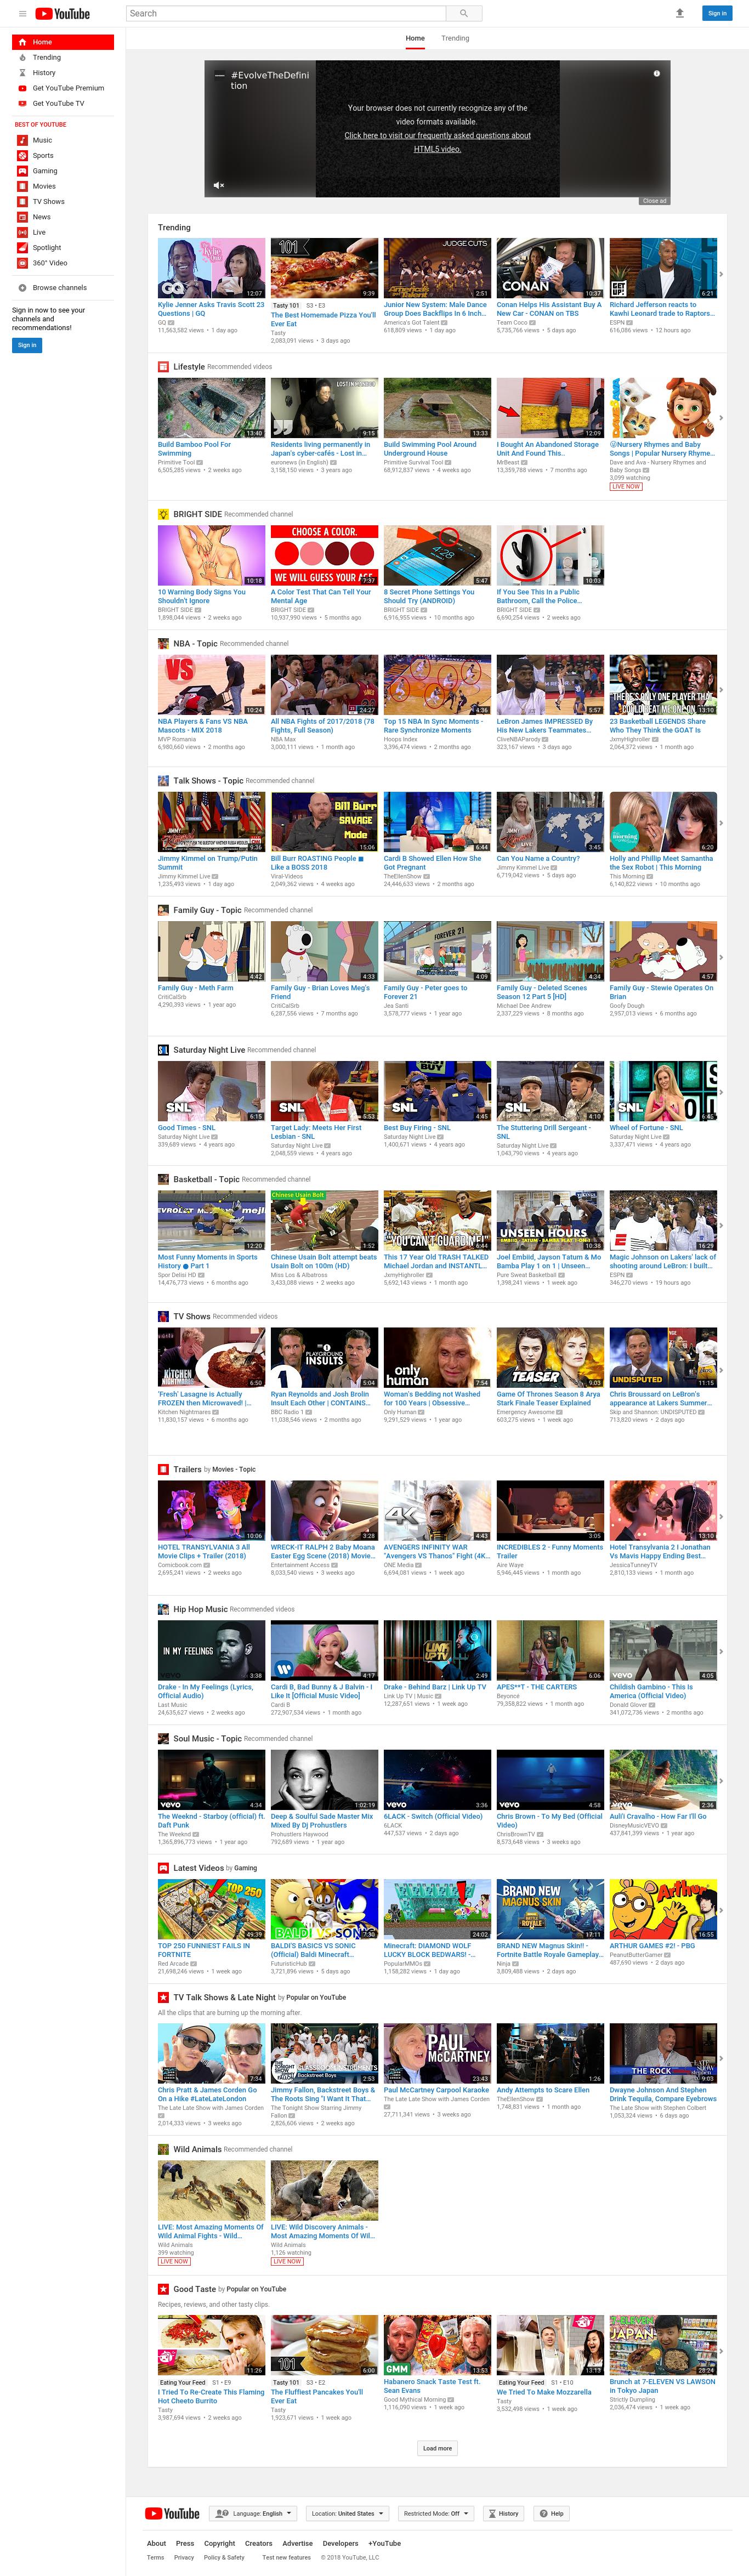 YouTube
Search
Sign in
Home
Trending
History
Get YouTube Premium
Get YouTube TV
BEST OF YOUTUBE
Music
Sports
Gaming
Movies
TV Shows
News
Live
Spotlight
360° Video
Browse channels
Sign in now to see your
channels and
recommendations!
Sign in
Home Trending
#EvolveTheDefini
tion
Your browser does not currently recognize any of the
video formats available.
Click here to visit our frequently asked questions about
HTML5 video.
Close ad
Trending
Kylie Jenner Asks Travis Scott 23
Questions | GQ
GQ
11,563,582 views • 1 day ago
Tasty 101 S3 • E3
The Best Homemade Pizza You'll
Ever Eat
Tasty
2,083,091 views • 3 days ago
Junior New System: Male Dance
Group Does Backflips In 6 Inch...
America's Got Talent
618,809 views • 1 day ago
Conan Helps His Assistant Buy A
New Car - CONAN on TBS
Team Coco
5,735,766 views • 5 days ago
Richard Jefferson reacts to
Kawhi Leonard trade to Raptors...
ESPN
616,086 views • 12 hours ago
Lifestyle Recommended videos
Build Bamboo Pool For
Swimming
Primitive Tool
6,505,285 views • 2 weeks ago
Residents living permanently in
Japan's cyber-cafés - Lost in...
euronews (in English)
3,158,150 views • 3 years ago
Build Swimming Pool Around
Underground House
Primitive Survival Tool
68,912,837 views • 4 weeks ago
I Bought An Abandoned Storage
Unit And Found This..
MrBeast
13,359,788 views • 7 months ago
Nursery Rhymes and Baby
Songs | Popular Nursery Rhyme...
Dave and Ava - Nursery Rhymes and
Baby Songs
3,099 watching
LIVE NOW
BRIGHT SIDE Recommended channel
10 Warning Body Signs You
Shouldn't Ignore
BRIGHT SIDE
1,898,044 views • 2 weeks ago
A Color Test That Can Tell Your
Mental Age
BRIGHT SIDE
10,937,990 views • 5 months ago
8 Secret Phone Settings You
Should Try (ANDROID)
BRIGHT SIDE
6,916,955 views • 10 months ago
If You See This In a Public
Bathroom, Call the Police...
BRIGHT SIDE
6,690,254 views • 2 weeks ago
NBA - Topic Recommended channel
NBA Players & Fans VS NBA
Mascots - MIX 2018
MVP Romania
6,980,660 views • 2 months ago
All NBA Fights of 2017/2018 (78
Fights, Full Season)
NBA Max
3,000,111 views • 1 month ago
Top 15 NBA In Sync Moments -
Rare Synchronize Moments
Hoops Index
3,396,474 views • 2 months ago
LeBron James IMPRESSED By
His New Lakers Teammates...
CliveNBAParody
323,167 views • 3 days ago
23 Basketball LEGENDS Share
Who They Think the GOAT Is
JxmyHighroller
2,064,372 views • 1 month ago
Talk Shows - Topic Recommended channel
Jimmy Kimmel on Trump/Putin
Summit
Jimmy Kimmel Live
1,235,493 views • 1 day ago
Bill Burr ROASTING People
Like a BOSS 2018
Viral-Videos
2,049,362 views • 4 weeks ago
Cardi B Showed Ellen How She
Got Pregnant
TheEllenShow
24,446,633 views • 2 months ago
Can You Name a Country?
Jimmy Kimmel Live
6,719,042 views • 5 days ago
Holly and Phillip Meet Samantha
the Sex Robot | This Morning
This Morning
6,140,822 views • 10 months ago
Family Guy - Topic Recommended channel
Family Guy - Meth Farm
CritiCalSrb
4,290,393 views • 1 year ago
Family Guy - Brian Loves Meg's
Friend
CritiCalSrb
6,287,556 views • 7 months ago
Family Guy - Peter goes to
Forever 21
Jea Santi
3,578,777 views • 1 year ago
Family Guy - Deleted Scenes
Season 12 Part 5 [HD]
Michael Dee Andrew
2,337,229 views • 8 months ago
Family Guy - Stewie Operates On
Brian
Goofy Dough
2,957,013 views • 6 months ago
Saturday Night Live Recommended channel
Good Times - SNL
Saturday Night Live
339,689 views • 4 years ago
Target Lady: Meets Her First
Lesbian - SNL
Saturday Night Live
2,048,559 views • 4 years ago
Best Buy Firing - SNL
Saturday Night Live
1,400,671 views • 4 years ago
The Stuttering Drill Sergeant -
SNL
Saturday Night Live
1,043,790 views • 4 years ago
Wheel of Fortune - SNL
Saturday Night Live
3,337,471 views • 4 years ago
Basketball - Topic Recommended channel
Most Funny Moments in Sports
History Part 1
Spor Delisi HD
14,476,773 views • 6 months ago
Chinese Usain Bolt attempt beats
Usain Bolt on 100m (HD)
Miss Los & Albatross
3,433,088 views • 2 weeks ago
This 17 Year Old TRASH TALKED
Michael Jordan and INSTANTL...
JxmyHighroller
5,692,143 views • 1 month ago
Joel Embiid, Jayson Tatum & Mo
Bamba Play 1 on 1 | Unseen...
Pure Sweat Basketball
1,398,241 views • 1 week ago
Magic Johnson on Lakers' lack of
shooting around LeBron: I built...
ESPN
346,270 views • 19 hours ago
TV Shows Recommended videos
'Fresh' Lasagne is Actually
FROZEN then Microwaved! |...
Kitchen Nightmares
11,830,157 views • 6 months ago
Ryan Reynolds and Josh Brolin
Insult Each Other | CONTAINS...
BBC Radio 1
11,038,546 views • 2 months ago
Woman's Bedding not Washed
for 100 Years | Obsessive...
Only Human
9,291,529 views • 1 year ago
Game Of Thrones Season 8 Arya
Stark Finale Teaser Explained
Emergency Awesome
603,275 views • 1 week ago
Chris Broussard on LeBron's
appearance at Lakers Summer...
Skip and Shannon: UNDISPUTED
713,820 views • 2 days ago
Trailers by Movies - Topic
HOTEL TRANSYLVANIA 3 All
Movie Clips + Trailer (2018)
Comicbook.com
2,695,241 views • 2 weeks ago
WRECK-IT RALPH 2 Baby Moana
Easter Egg Scene (2018) Movie...
Entertainment Access
8,033,540 views • 3 weeks ago
AVENGERS INFINITY WAR
"Avengers VS Thanos" Fight (4K...
ONE Media
6,694,081 views • 1 week ago
INCREDIBLES 2 - Funny Moments
Trailer
Aire Waye
5,946,445 views • 1 month ago
Hotel Transylvania 2 I Jonathan
Vs Mavis Happy Ending Best...
JessicaTunneyTV
2,810,133 views • 1 month ago
Hip Hop Music Recommended videos
Drake - In My Feelings (Lyrics,
Official Audio)
Last Music
24,635,627 views • 2 weeks ago
Cardi B, Bad Bunny & J Balvin - I
Like It [Official Music Video]
Cardi B
272,907,534 views • 1 month ago
Drake - Behind Barz | Link Up TV
Link Up TV | Music
12,287,651 views • 1 week ago
APES**T - THE CARTERS
Beyoncé
79,358,822 views • 1 month ago
Childish Gambino - This Is
America (Official Video)
Donald Glover
341,072,736 views • 2 months ago
Soul Music - Topic Recommended channel
The Weeknd - Starboy (official) ft.
Daft Punk
The Weeknd
1,365,896,773 views • 1 year ago
Deep & Soulful Sade Master Mix
Mixed By Dj Prohustlers
Prohustlers Haywood
792,689 views • 1 year ago
6LACK - Switch (Official Video)
6LACK
447,537 views • 2 days ago
Chris Brown - To My Bed (Official
Video)
ChrisBrownTV
8,573,648 views • 3 weeks ago
Auli'i Cravalho - How Far I'll Go
DisneyMusicVEVO
437,841,399 views • 1 year ago
Latest Videos by Gaming
TOP 250 FUNNIEST FAILS IN
FORTNITE
Red Arcade
21,698,246 views • 1 week ago
BALDI'S BASICS VS SONIC
(Official) Baldi Minecraft...
FuturisticHub
3,721,896 views • 5 days ago
Minecraft: DIAMOND WOLF
LUCKY BLOCK BEDWARS! -...
PopularMMOs
1,158,282 views • 1 day ago
BRAND NEW Magnus Skin!! -
Fortnite Battle Royale Gameplay...
Ninja
3,809,488 views • 2 days ago
ARTHUR GAMES #2! - PBG
PeanutButterGamer
487,690 views • 2 days ago
TV Talk Shows & Late Night by Popular on YouTube
All the clips that are burning up the morning after.
Chris Pratt & James Corden Go
On a Hike #LateLateLondon
The Late Late Show with James Corden
2,014,333 views • 3 weeks ago
Jimmy Fallon, Backstreet Boys &
The Roots Sing "I Want It That...
The Tonight Show Starring Jimmy
Fallon
2,826,606 views • 2 weeks ago
Paul McCartney Carpool Karaoke
The Late Late Show with James Corden
27,711,341 views • 3 weeks ago
Andy Attempts to Scare Ellen
TheEllenShow
1,748,831 views • 1 month ago
Dwayne Johnson And Stephen
Drink Tequila, Compare Eyebrows
The Late Show with Stephen Colbert
1,053,324 views • 6 days ago
Wild Animals Recommended channel
LIVE: Most Amazing Moments Of
Wild Animal Fights - Wild...
Wild Animals
399 watching
LIVE NOW
LIVE: Wild Discovery Animals -
Most Amazing Moments Of Wil...
Wild Animals
1,126 watching
LIVE NOW
Good Taste by Popular on YouTube
Recipes, reviews, and other tasty clips.
Eating Your Feed S1 • E9
I Tried To Re-Create This Flaming
Hot Cheeto Burrito
Tasty
3,987,694 views • 2 weeks ago
Tasty 101 S3 • E2
The Fluffiest Pancakes You'll
Ever Eat
Tasty
1,923,671 views • 1 week ago
Habanero Snack Taste Test ft.
Sean Evans
Good Mythical Morning
1,116,090 views • 1 week ago
Eating Your Feed S1 • E10
We Tried To Make Mozzarella
Tasty
3,532,498 views • 1 week ago
Brunch at 7-ELEVEN VS LAWSON
in Tokyo Japan
Strictly Dumpling
2,036,474 views • 1 week ago
Load more
YouTube
Language: English
Location: United States
Restricted Mode: Off
History
Help
About Press Copyright Creators Advertise Developers +YouTube
Terms Privacy Policy & Safety Test new features © 2018 YouTube, LLC